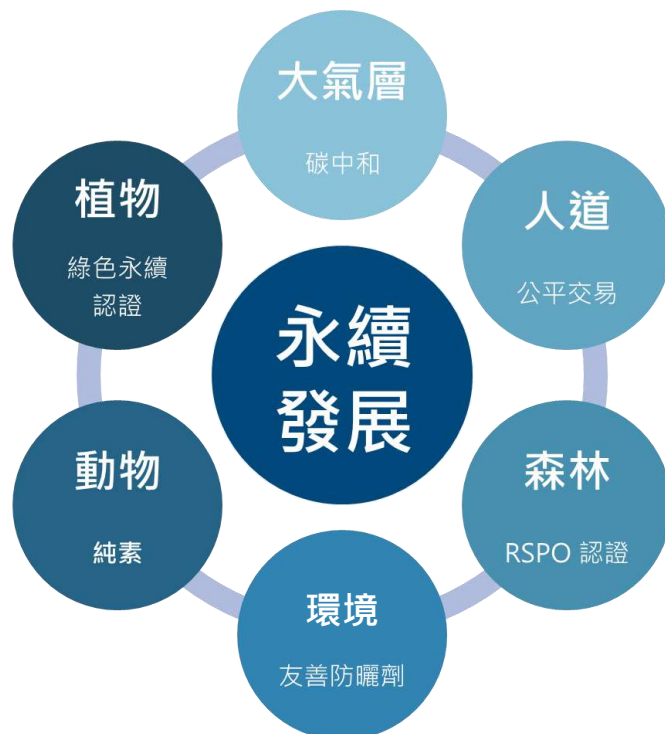 大氣層
碳中和
人道
公平交易
森林
RSPO 認證
環境
友善防曬劑
動物
純素
植物
綠色永續
認證
永續
發展